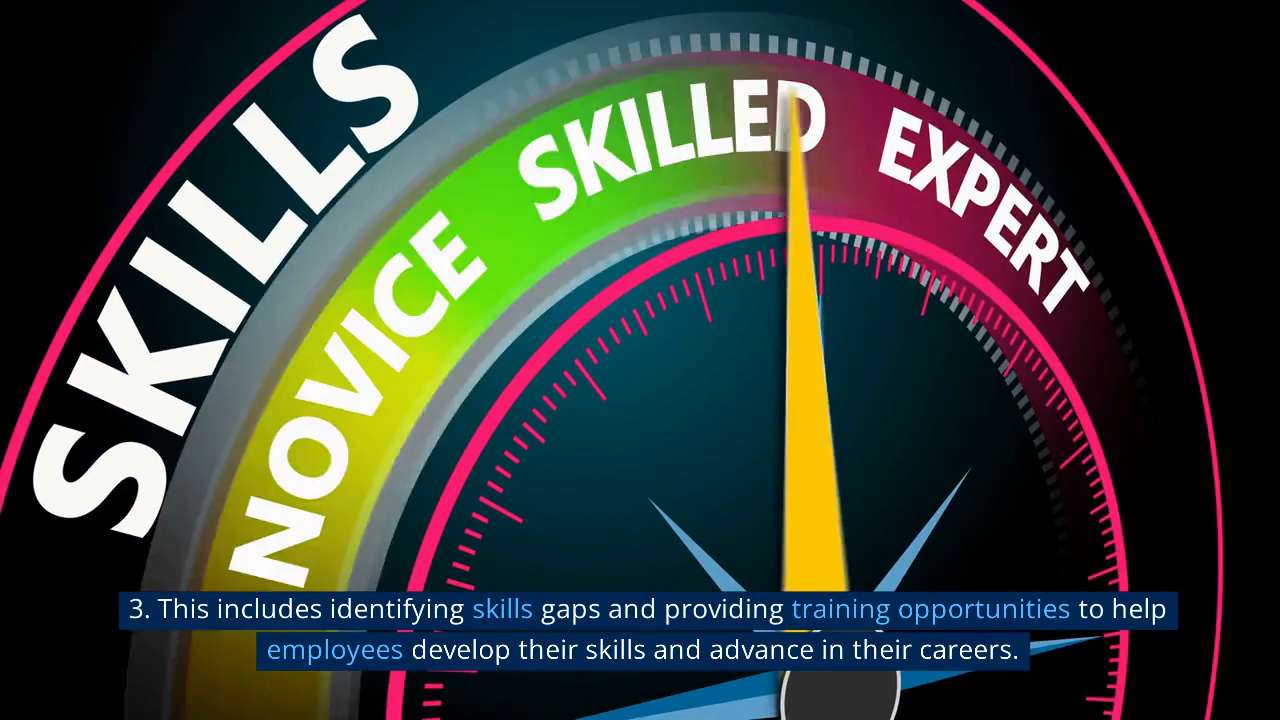 SKILLS
NOVICE
SKILLED
EXPERT
3. This includes identifying skills gaps and providing training opportunities to help
employees develop their skills and advance in their careers.